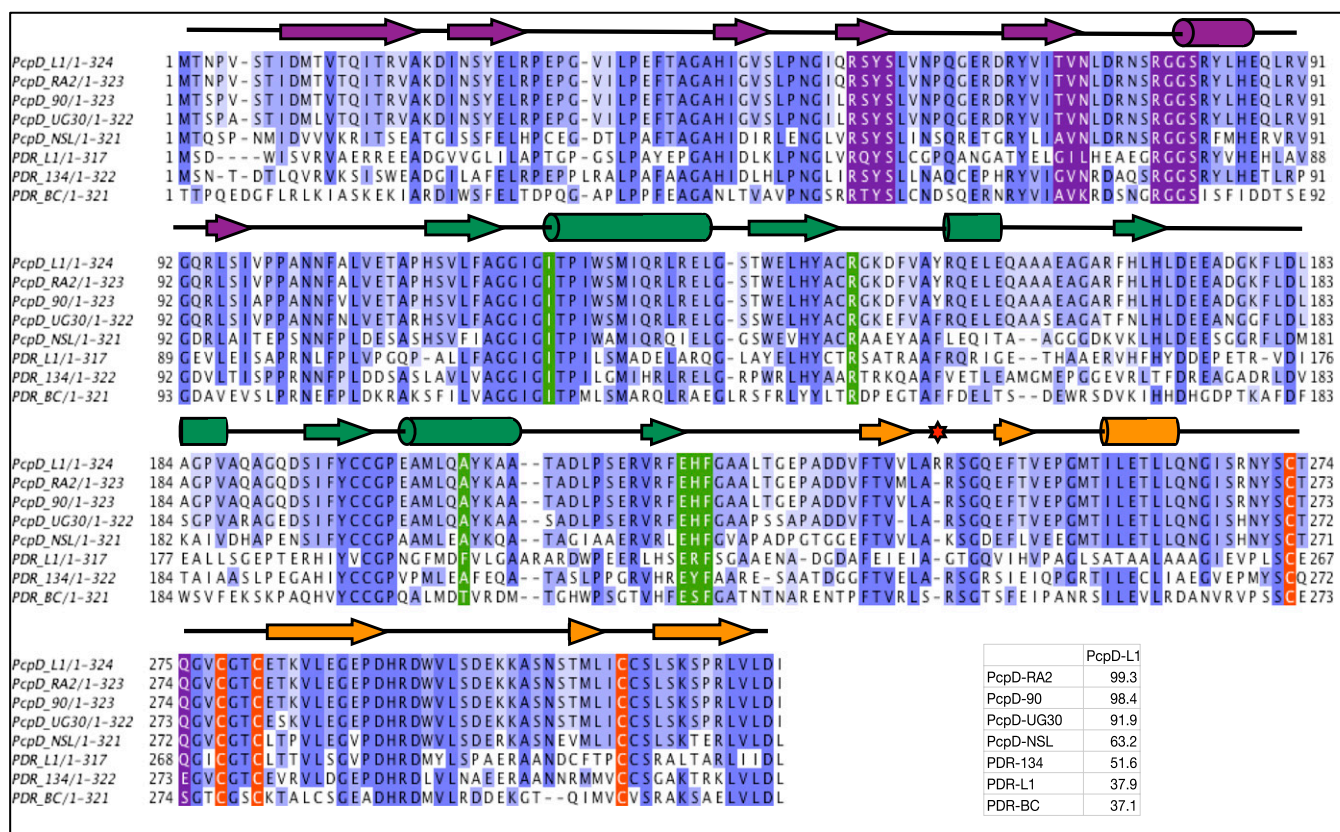 PcpD_L1/1-324 1 MTNPV-STIDMTVTQITRVAKDINSYELRPEPG-VILPEFTAGAHIGVSLPNGIQRSYSLVNPQGERDRYVITVNLDRNSRGGSRYLHEQLRV 91
PcpD_RA2/1-323 1 MTNPV-STIDMTVTQITRVAKDINSYELRPEPG-VILPEFTAGAHIGVSLPNGIQRSYSLVNPQGERDRYVITVNLDRNSRGGSRYLHEQLRV 91
PcpD_90/1-323 1 MTSPV-STIDMTVTQITRVAKDINSYELRPEPG-VILPEFTAGAHIGVSLPNGILRSYSLVNPQGERDRYVITVNLDRNSRGGSRYLHEQLRV 91
PcpD_UG30/1-322 1 MTSPA-STIDMTVTQITRVAKDINSYELRPEPG-VILPEFTAGAHIGVSLPNGILRSYSLVNPQGERDRYVITVNLDRNSRGGSRYLHEQLRV 91
PcpD_NSL/1-321 1 MTQSP-NMIDVVVKRITSEATGISSFELHPCEG-DTLPAFTAGAHIDIRLENGLVRSYSLINSQRETGRYLIAVNLDRNSRGGSRFMHERVRV 91
PDR_L1/1-317 1 MSD----WISVRVAERREEADGVVGLILAPTGP-GSLPAYEPGAHIDLKLPNGLVRQYSLCGPQANGATYELGILHEAEGRGGSRYVHEHLAV 88
PDR_134/1-322 1 MSN-T-DTLQVRVKSISWEADGILAFELRPEPPLRALPAFAAGAHIDLHLPNGLIRSYSLLNAQCEPHRYVIGVNRDAQSRGGSRYLHETLRP 91
PDR_BC/1-321 1 TTPQEDGFLRLKIASKEKIARDIWSFELTDPQG-APLPPFEAGANLTVAVPNGSRRTYSLCNDSQERNRYVIAVKRDSNGRGGSISFIDDTSE 92
PcpD_L1/1-324 92 GQRLSIVPPANNFALVETAPHSVLFAGGIGITPIWSMIQRLRELG-STWELHYACRGKDFVAYRQELEQAAAEAGARFHLHLDEEADGKFLDL 183
PcpD_RA2/1-323 92 GQRLSIVPPANNFALVETAPHSVLFAGGIGITPIWSMIQRLRELG-STWELHYACRGKDFVAYRQELEQAAAEAGARFHLHLDEEADGKFLDL 183
PcpD_90/1-323 92 GQRLSIAPPANNFVLVETAPHSVLFAGGIGITPIWSMIQRLRELG-STWELHYACRGKDFVAYRQELEQAAAEAGARFHLHLDEEADGKFLDL 183
PcpD_UG30/1-322 92 GQRLSIVPPANNFNLVETARHSVLFAGGIGITPIWSMIQRLRELG-SSWELHYACRGKEFVAFRQELEQAASEAGATFNLHLDEEANGGFLDL 183
PcpD_NSL/1-321 92 GDRLAITEPSNNFPLDESASHSVFIAGGIGITPIWAMIQRQIELG-GSWEVHYACRAAEYAAFLEQITA--AGGDKVKLHLDEESGGRFLDM 181
PDR_L1/1-317 89 GEVLEISAPRNLFPLVPGQP-ALLFAGGIGITPILSMADELARQG-LAYELHYCTRSATRAAFRQRIGE--THAAERVHFHYDDEPETR-VDI 176
PDR_134/1-322 92 GDVLTISPPRNNFPLDDSASLAVLVAGGIGITPILGMIHRLRELG-RPWRLHYAARTRKQAAFVETLEAMGMEPGGEVRLTFDREAGADRLDV 183
PDR_BC/1-321 93 GDAVEVSLPRNEFPLDKRAKSFILVAGGIGITPMLSMARQLRAEGLRSFRLYYLTRDPEGTAFFDELTS--DEWRSDVKIHHDHGDPTKAFDF 183
PcpD_L1/1-324 184 AGPVAQAGQDSIFYCCGPEAMLQAYKAA--TADLPSERVRFEHFGAALTGEPADDVFTVVLARRSGQEFTVEPGMTILETLLQNGISRNYSCT 274
PcpD_RA2/1-323 184 AGPVAQAGQDSIFYCCGPEAMLQAYKAA--TADLPSERVRFEHFGAALTGEPADDVFTVMLA-RSGQEFTVEPGMTILETLLQNGISRNYSCT 273
PcpD_90/1-323 184 AGPVAQAGQDSIFYCCGPEAMLQAYKAA--TADLPSERVRFEHFGAALTGEPADDVFTVVLA-RSGQEFTVEPGMTILETLLQNGISRNYSCT 273
PcpD_UG30/1-322 184 SGPVARAGEDSIFYCCGPEAMLQAYKAA--SADLPSERVRFEHFGAAPSSAPADDVFTV-LA-RSGQEFTVEPGMTILETLLQNGISHNYSCT 272
PcpD_NSL/1-321 182 KAIVDHAPENSIFYCCGPEAMLEAYKQA--TAGIAAERVRLEHFGVAPADPGTGGEFVVELA-KSGDEFLVEEGMTILETLLQNGISHNYSCT 271
PDR_L1/1-317 177 EALLSGEPTERHIYVCGPNGFMDFVLGAARARDWPEERLHSERFSGAAENA-DGDAFEIEIA-GTGQVIHVPAGLSATAALAAAGIEVPLLCE 267
PDR_134/1-322 184 TAIAASLPEGAHIYCCGPVPMLEAFEQA--TASLPPGRVHREYFAARE-SAATDGGFTVELA-RSGRSIEIQPGRTILECLIAEGVEPMYSCQ 272
PDR_BC/1-321 184 WSVFEKSKPAQHVYCCGPQALMDTVRDM--TGHWPSGTVHFESFGATNTNARENTPFTVRLS-RSGTSFEIPANRSILEVLRDANVRVPSSCE 273
PcpD_L1/1-324 275 QGVCGTCETKVLEGEPDHRDWVLSDEKKASNSTMLICCSLSKSPRLVLDI
PcpD_RA2/1-323 274 QGVCGTCETKVLEGEPDHRDWVLSDEKKASNSTMLICCSLSKSPRLVLDI
PcpD_90/1-323 274 QGVCGTCETKVLEGEPDHRDWVLSDEKKASNSTMLICCSLSKSPRLVLDI
PcpD_UG30/1-322 273 QGVCGTCESKVLEGEPDHRDWVLSDEKKASNSTMLICCSLSKSPRLVLDI
PcpD_NSL/1-321 272 QGVCGTCLTPVLEGVPDHRDWVLSDERKASNEVMLICCSLSKTERLVLDI
PDR_L1/1-317 268 QGICGTCLTTVLSGVPDHRDMYLSPAERAANDCFTPCCSRALTARLIIDL
PDR_134/1-322 273 EGVCGTCEVRVLDGEPDHRDLVLNAEERAANNRMMVCCSGAKTRKLVLDL
PDR_BC/1-321 274 SGTCGSCKTALCSGEADHRDMVLRDDEKGT--QIMVCVSRAKSAELVLDL
PcpD-L1
PcpD-RA2 99.3
PcpD-90 98.4
PcpD-UG30 91.9
PcpD-NSL 63.2
PDR-134 51.6
PDR-L1 37.9
PDR-BC 37.1